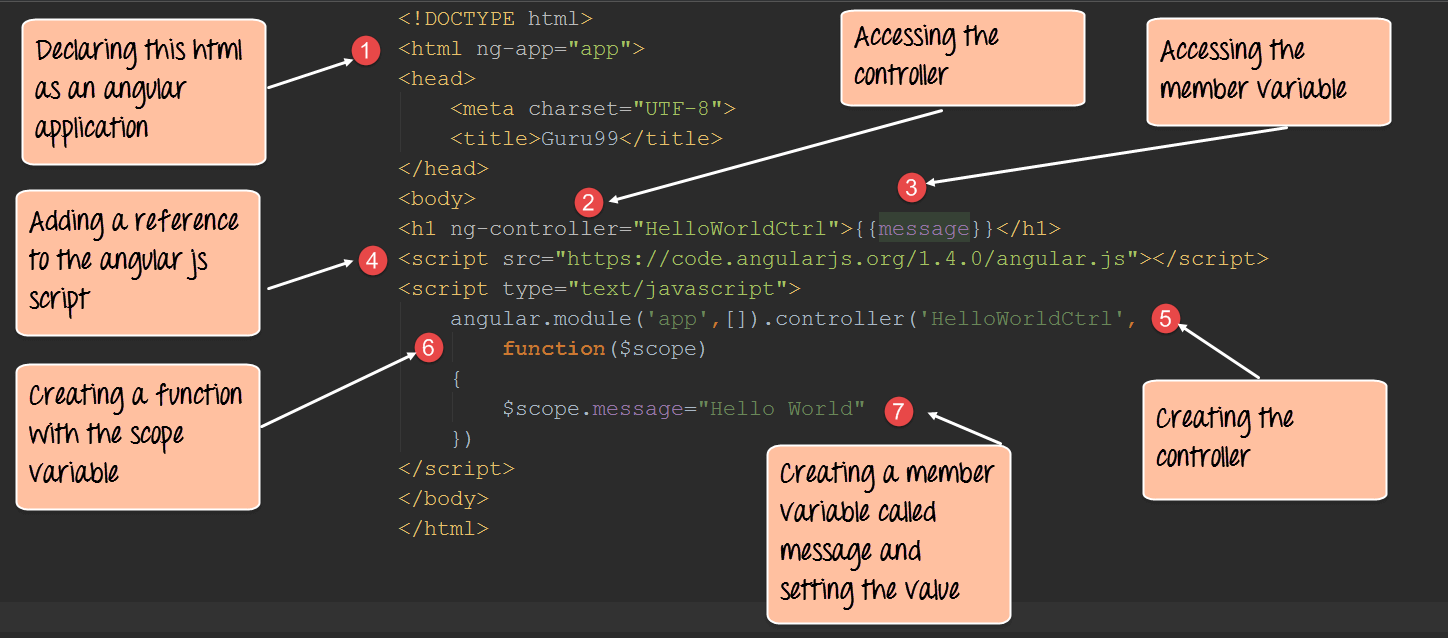 Declaring this html
as an angular
application
1
Adding a reference
to the angular js
script
4
Creating a function
with the scope
variable
6
Accessing the
controller
2
Accessing the
member variable
3
Creating the
controller
5
Creating a member
variable called
message and
setting the value
7
<!DOCTYPE html>
<html ng-app="app">
<head>
    <meta charset="UTF-8">
    <title>Guru99</title>
</head>
<body>
<h1 ng-controller="HelloWorldCtrl">{{message}}</h1>
<script src="https://code.angularjs.org/1.4.0/angular.js"></script>
<script type="text/javascript">
    angular.module('app',[]).controller('HelloWorldCtrl',
        function($scope)
    {
        $scope.message="Hello World"
    })
</script>
</body>
</html>